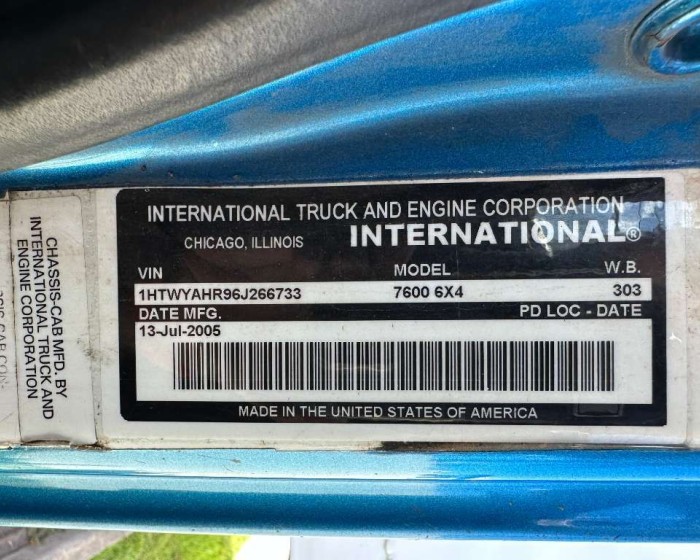 INTERNATIONAL TRUCK AND ENGINE CORPORATION
CHICAGO, ILLINOIS INTERNATIONAL®
VIN MODEL W.B.
1HTWYAHR96J266733 7600 6X4 303
DATE MFG. PD LOC - DATE
13-Jul-2005
MADE IN THE UNITED STATES OF AMERICA
CHASSIS-CAB MFD. BY
INTERNATIONAL TRUCK AND
ENGINE CORPORATION